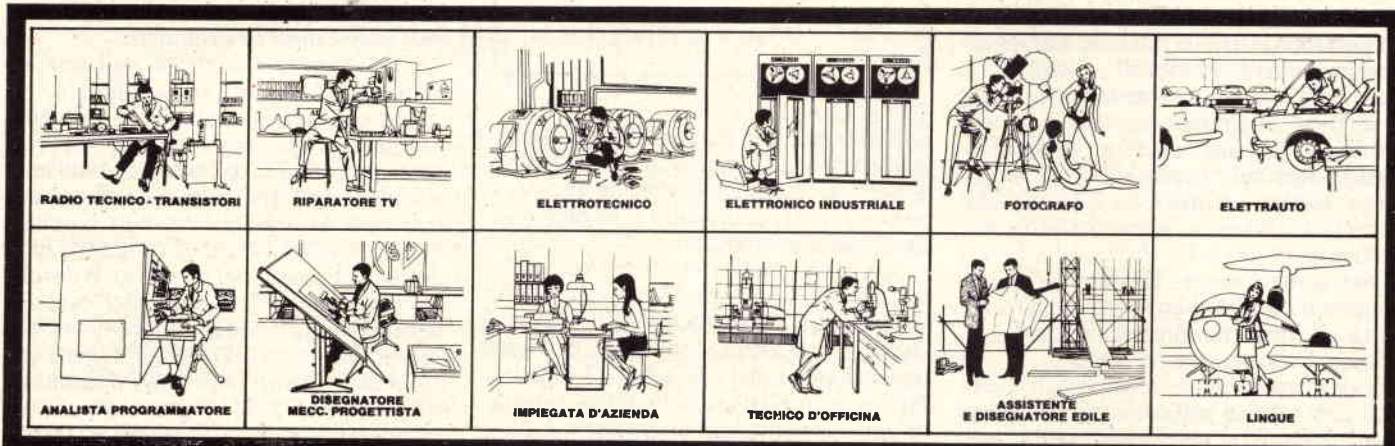 RADIO TECNICO - TRANSISTORI
RIPARATORE TV
ELETTROTECNICO
ELETTRONICO INDUSTRIALE
FOTOGRAFO
ELETTRAUTO
ANALISTA PROGRAMMATORE
DISEGNATORE
MECC. PROGETTISTA
IMPIEGATA D'AZIENDA
TECNICO D'OFFICINA
ASSISTENTE
E DISEGNATORE EDILE
LINGUE